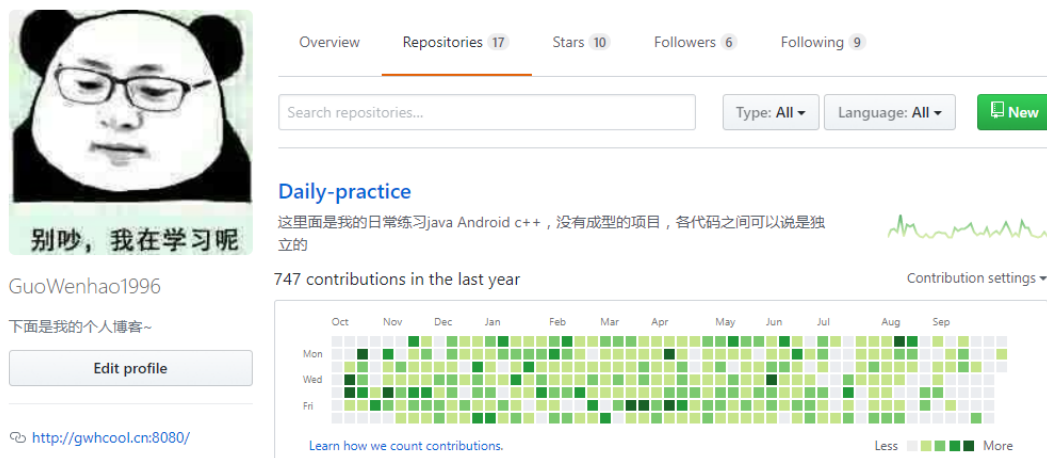 Overview Repositories 17 Stars 10 Followers 6 Following 9
Search repositories... Type: All Language: All New
Daily-practice
这里面是我的日常练习java Android c++，没有成型的项目，各代码之间可以说是独
立的
别吵，我在学习呢
GuoWenhao1996
下面是我的个人博客~
Edit profile
http://gwhcool.cn:8080/
747 contributions in the last year Contribution settings
Oct Nov Dec Jan Feb Mar Apr May Jun Jul Aug Sep
Mon
Wed
Fri
Learn how we count contributions. Less More